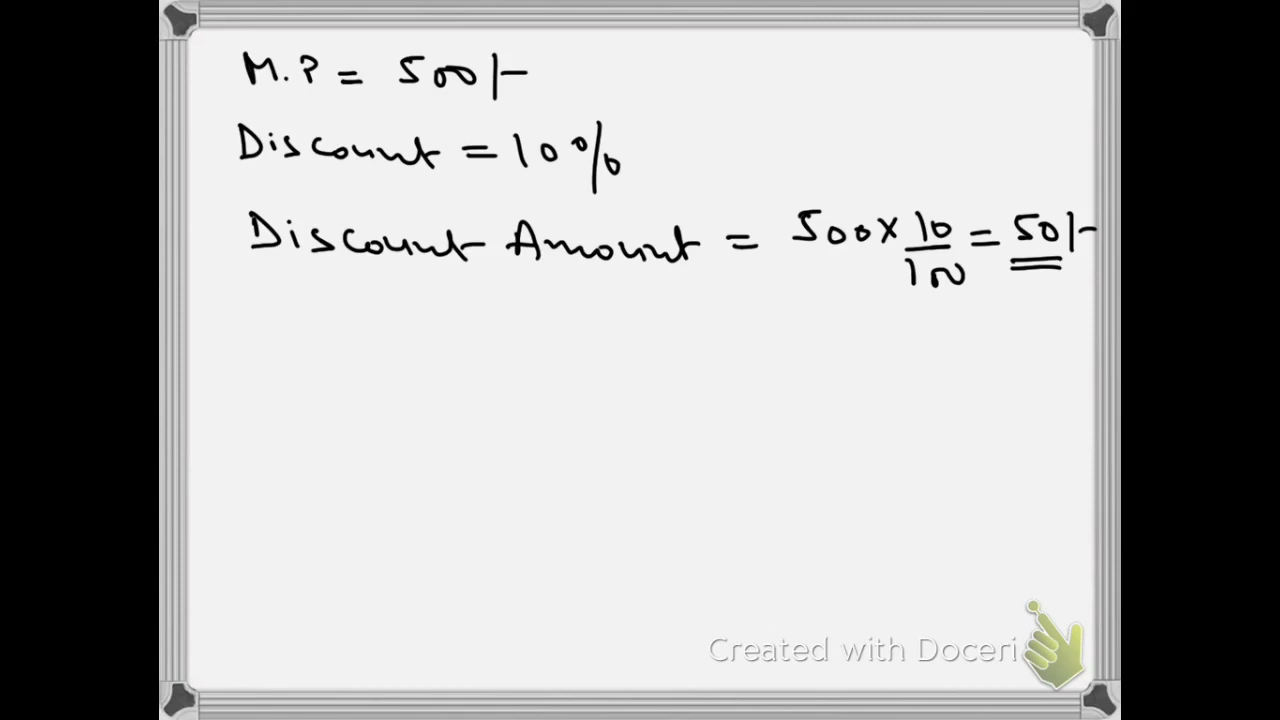 M.P = 500/-
Discount = 10%
Discount Amount = 500 × 10/100 = 50/-
Created with Doceri